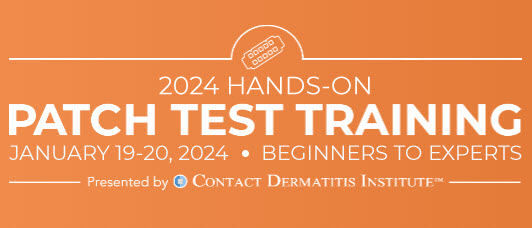 2024 HANDS-ON
PATCH TEST TRAINING
JANUARY 19-20, 2024 • BEGINNERS TO EXPERTS
Presented by CONTACT DERMATITIS INSTITUTE™